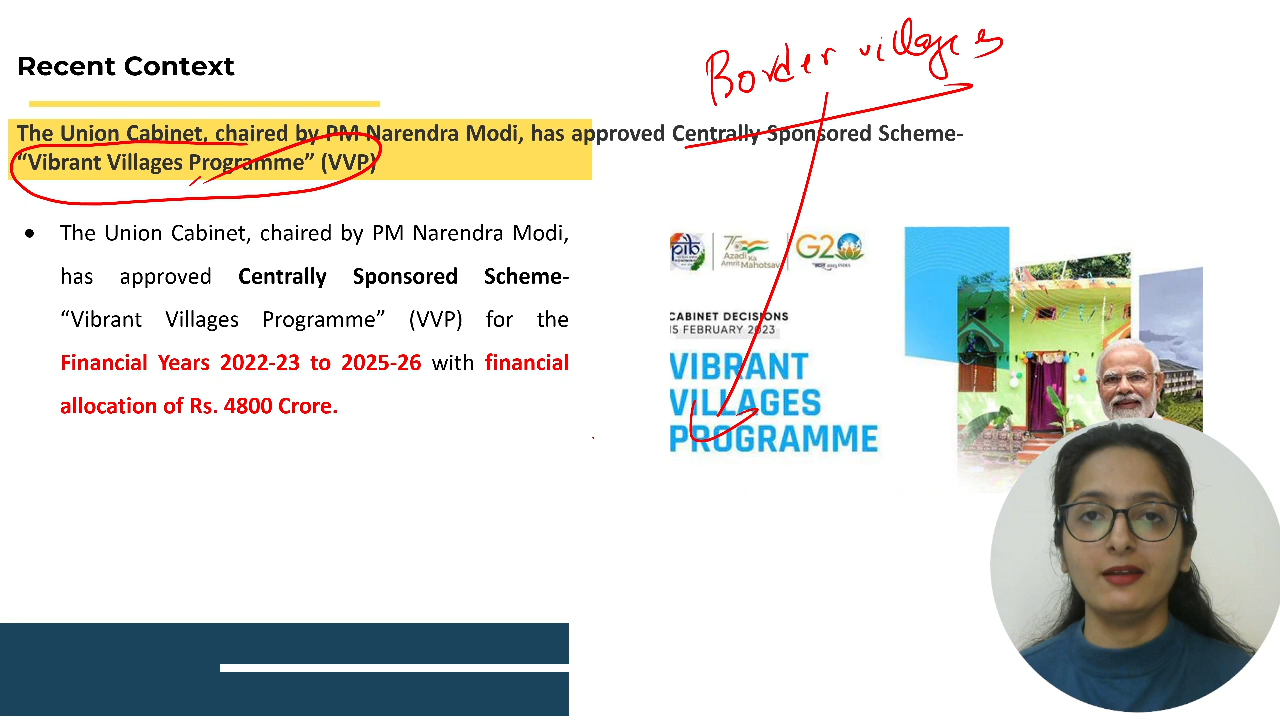 Border villages
Recent Context
The Union Cabinet, chaired by PM Narendra Modi, has approved Centrally Sponsored Scheme-
“Vibrant Villages Programme” (VVP)
• The Union Cabinet, chaired by PM Narendra Modi,
has approved Centrally Sponsored Scheme-
“Vibrant Villages Programme” (VVP) for the
Financial Years 2022-23 to 2025-26 with financial
allocation of Rs. 4800 Crore.
pib
75
Azadi Ka
Amrit Mahotsav
G20
CABINET DECISIONS
15 FEBRUARY 2023
VIBRANT
VILLAGES
PROGRAMME